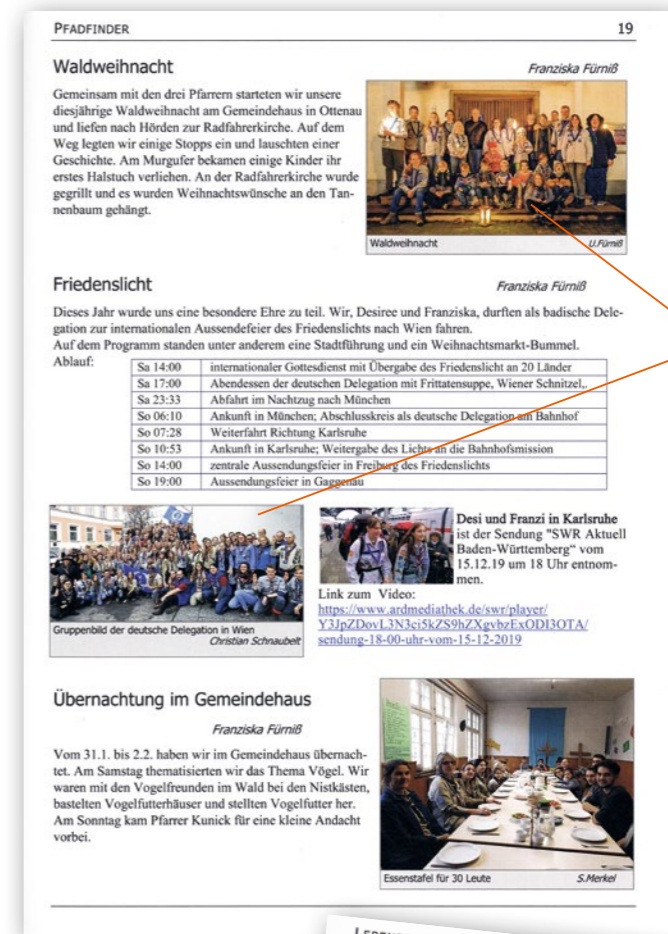 PFADFINDER 19
Waldweihnacht Franziska Fürniß
Gemeinsam mit den drei Pfarrern starteten wir unsere
diesjährige Waldweihnacht am Gemeindehaus in Ottenau
und liefen nach Hörden zur Radfahrerkirche. Auf dem
Weg legten wir einige Stopps ein und lauschten einer
Geschichte. Am Murgufer bekamen einige Kinder ihr
erstes Halstuch verliehen. An der Radfahrerkirche wurde
gegrillt und es wurden Weihnachtswünsche an den Tan-
nenbaum gehängt.
Waldweihnacht U.Fürniß
Friedenslicht Franziska Fürniß
Dieses Jahr wurde uns eine besondere Ehre zu teil. Wir, Desiree und Franziska, durften als badische Dele-
gation zur internationalen Aussendefeier des Friedenslichts nach Wien fahren.
Auf dem Programm standen unter anderem eine Stadtführung und ein Weihnachtsmarkt-Bummel.
Ablauf:
Sa 14:00 internationaler Gottesdienst mit Übergabe des Friedenslicht an 20 Länder
Sa 17:00 Abendessen der deutschen Delegation mit Frittatensuppe, Wiener Schnitzel,.
Sa 23:33 Abfahrt im Nachtzug nach München
So 06:10 Ankunft in München; Abschlusskreis als deutsche Delegation am Bahnhof
So 07:28 Weiterfahrt Richtung Karlsruhe
So 10:53 Ankunft in Karlsruhe; Weitergabe des Lichts an die Bahnhofsmission
So 14:00 zentrale Aussendungsfeier in Freiburg des Friedenslichts
So 19:00 Aussendungsfeier in Gaggenau
Gruppenbild der deutsche Delegation in Wien
Christian Schnaubelt
Desi und Franzi in Karlsruhe
ist der Sendung "SWR Aktuell
Baden-Württemberg" vom
15.12.19 um 18 Uhr entnom-
men.
Link zum Video:
https://www.ardmediathek.de/swr/player/
Y3JpZDovL3N3ci5kZS9hZXgvbzExODI3OTA/
sendung-18-00-uhr-vom-15-12-2019
Übernachtung im Gemeindehaus
Franziska Fürniß
Vom 31.1. bis 2.2. haben wir im Gemeindehaus übernach-
tet. Am Samstag thematisierten wir das Thema Vögel. Wir
waren mit den Vogelfreunden im Wald bei den Nistkästen,
bastelten Vogelfutterhäuser und stellten Vogelfutter her.
Am Sonntag kam Pfarrer Kunick für eine kleine Andacht
vorbei.
Essenstafel für 30 Leute S.Merkel